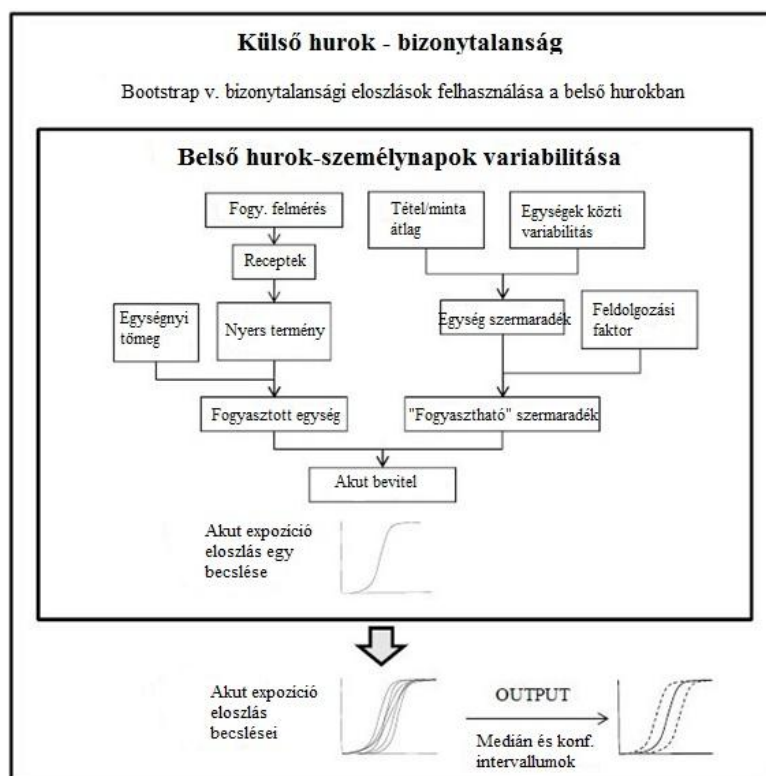 Külső hurok - bizonytalanság
Bootstrap v. bizonytalansági eloszlások felhasználása a belső hurokban
Belső hurok-személynapok variabilitása
Fogy. felmérés
Receptek
Egységnyi
tömeg
Nyers termény
Fogyasztott egység
Tétel/minta
átlag
Egységek közti
variabilitás
Egység szermaradék
Feldolgozási
faktor
"Fogyasztható" szermaradék
Akut bevitel
Akut expozíció
eloszlás egy
becslése
Akut expozíció
eloszlás
becslései
OUTPUT
Medián és konf.
intervallumok